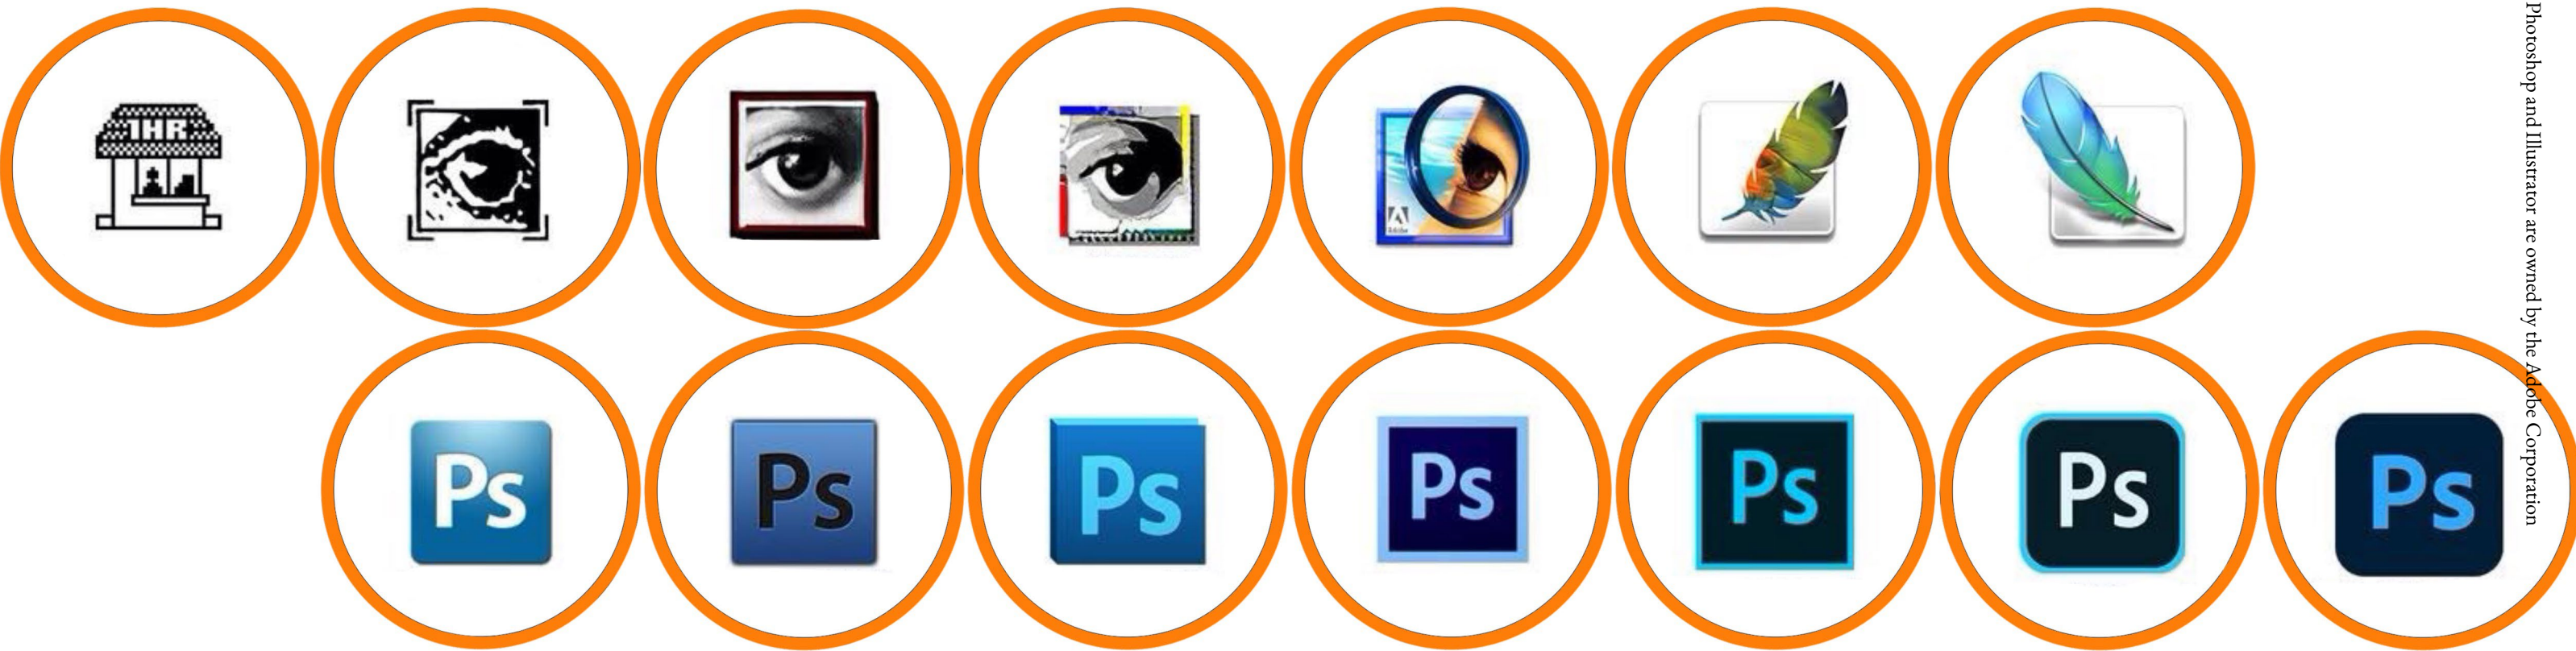 1HR
Adobe
Ps
Ps
Ps
Ps
Ps
Ps
Ps
Photoshop and Illustrator are owned by the Adobe Corporation